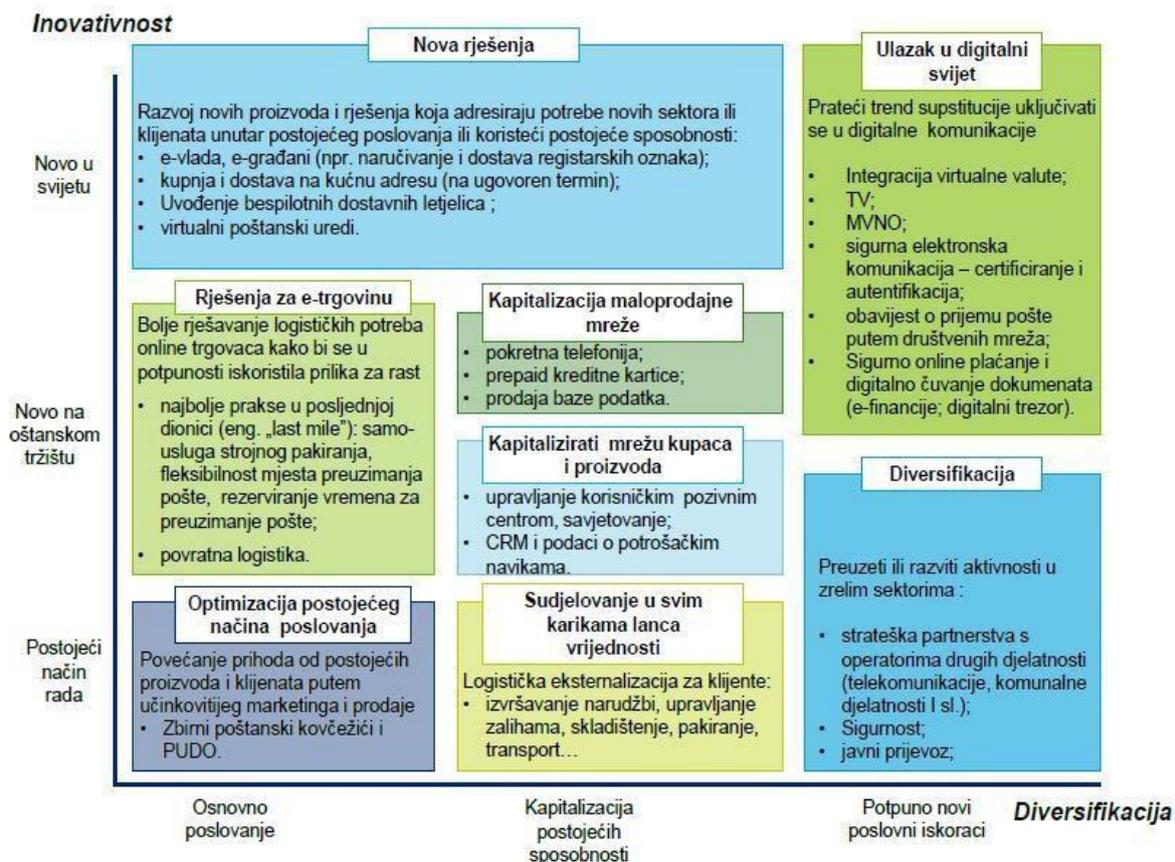 Inovativnost
Nova rješenja
Razvoj novih proizvoda i rješenja koja adresiraju potrebe novih sektora ili
klijenata unutar postojećeg poslovanja ili koristeći postojeće sposobnosti:
• e-vlada, e-građani (npr. naručivanje i dostava registarskih oznaka);
• kupnja i dostava na kućnu adresu (na ugovoren termin);
• Uvođenje bespilotnih dostavnih letjelica ;
• virtualni poštanski uredi.
Ulazak u digitalni
svijet
Prateći trend supstitucije uključivati
se u digitalne komunikacije
• Integracija virtualne valute;
• TV;
• MVNO;
• sigurna elektronska
komunikacija – certificiranje i
autentifikacija;
• obavijest o prijemu pošte
putem društvenih mreža;
• Sigurno online plaćanje i
digitalno čuvanje dokumenata
(e-financije; digitalni trezor).
Novo u
svijetu
Rješenja za e-trgovinu
Bolje rješavanje logističkih potreba
online trgovaca kako bi se u
potpunosti iskoristila prilika za rast
• najbolje prakse u posljednjoj
dionici (eng. „last mile”): samo-
usluga strojnog pakiranja,
fleksibilnost mjesta preuzimanja
pošte, rezerviranje vremena za
preuzimanje pošte;
• povratna logistika.
Kapitalizacija maloprodajne
mreže
• pokretna telefonija;
• prepaid kreditne kartice;
• prodaja baze podatka.
Novo na
oštanskom
tržištu
Kapitalizirati mrežu kupaca
i proizvoda
• upravljanje korisničkim pozivnim
centrom, savjetovanje;
• CRM i podaci o potrošačkim
navikama.
Diversifikacija
Preuzeti ili razviti aktivnosti u
zrelim sektorima :
• strateška partnerstva s
operatorima drugih djelatnosti
(telekomunikacije, komunalne
djelatnosti I sl.);
• Sigurnost;
• javni prijevoz;
Postojeći
način
rada
Optimizacija postojećeg
načina poslovanja
Povećanje prihoda od postojećih
proizvoda i klijenata putem
učinkovitijeg marketinga i prodaje
• Zbirni poštanski kovčežići i
PUDO.
Sudjelovanje u svim
karikama lanca
vrijednosti
Logistička eksternalizacija za klijente:
• izvršavanje narudžbi, upravljanje
zalihama, skladištenje, pakiranje,
transport…
Osnovno
poslovanje
Kapitalizacija
postojećih
sposobnosti
Potpuno novi
poslovni iskoraci
Diversifikacija